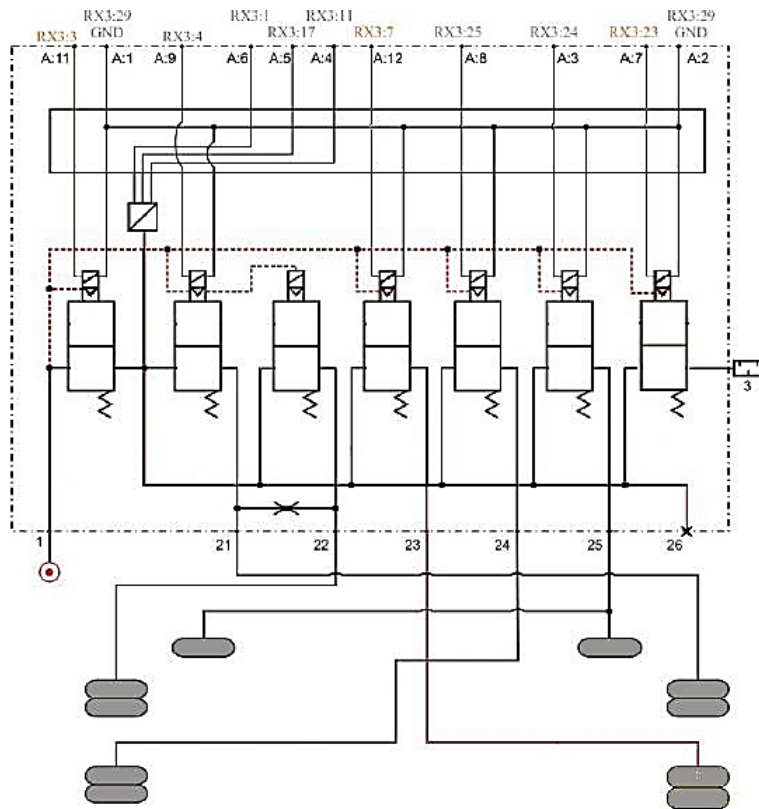 RX3:29 RX3:1 RX3:11 RX3:29
RX3:3 GND RX3:4 RX3:17 RX3:7 RX3:25 RX3:24 RX3:23 GND
A:11 A:1 A:9 A:6 A:5 A:4 A:12 A:8 A:3 A:7 A:2
3
1 21 22 23 24 25 26